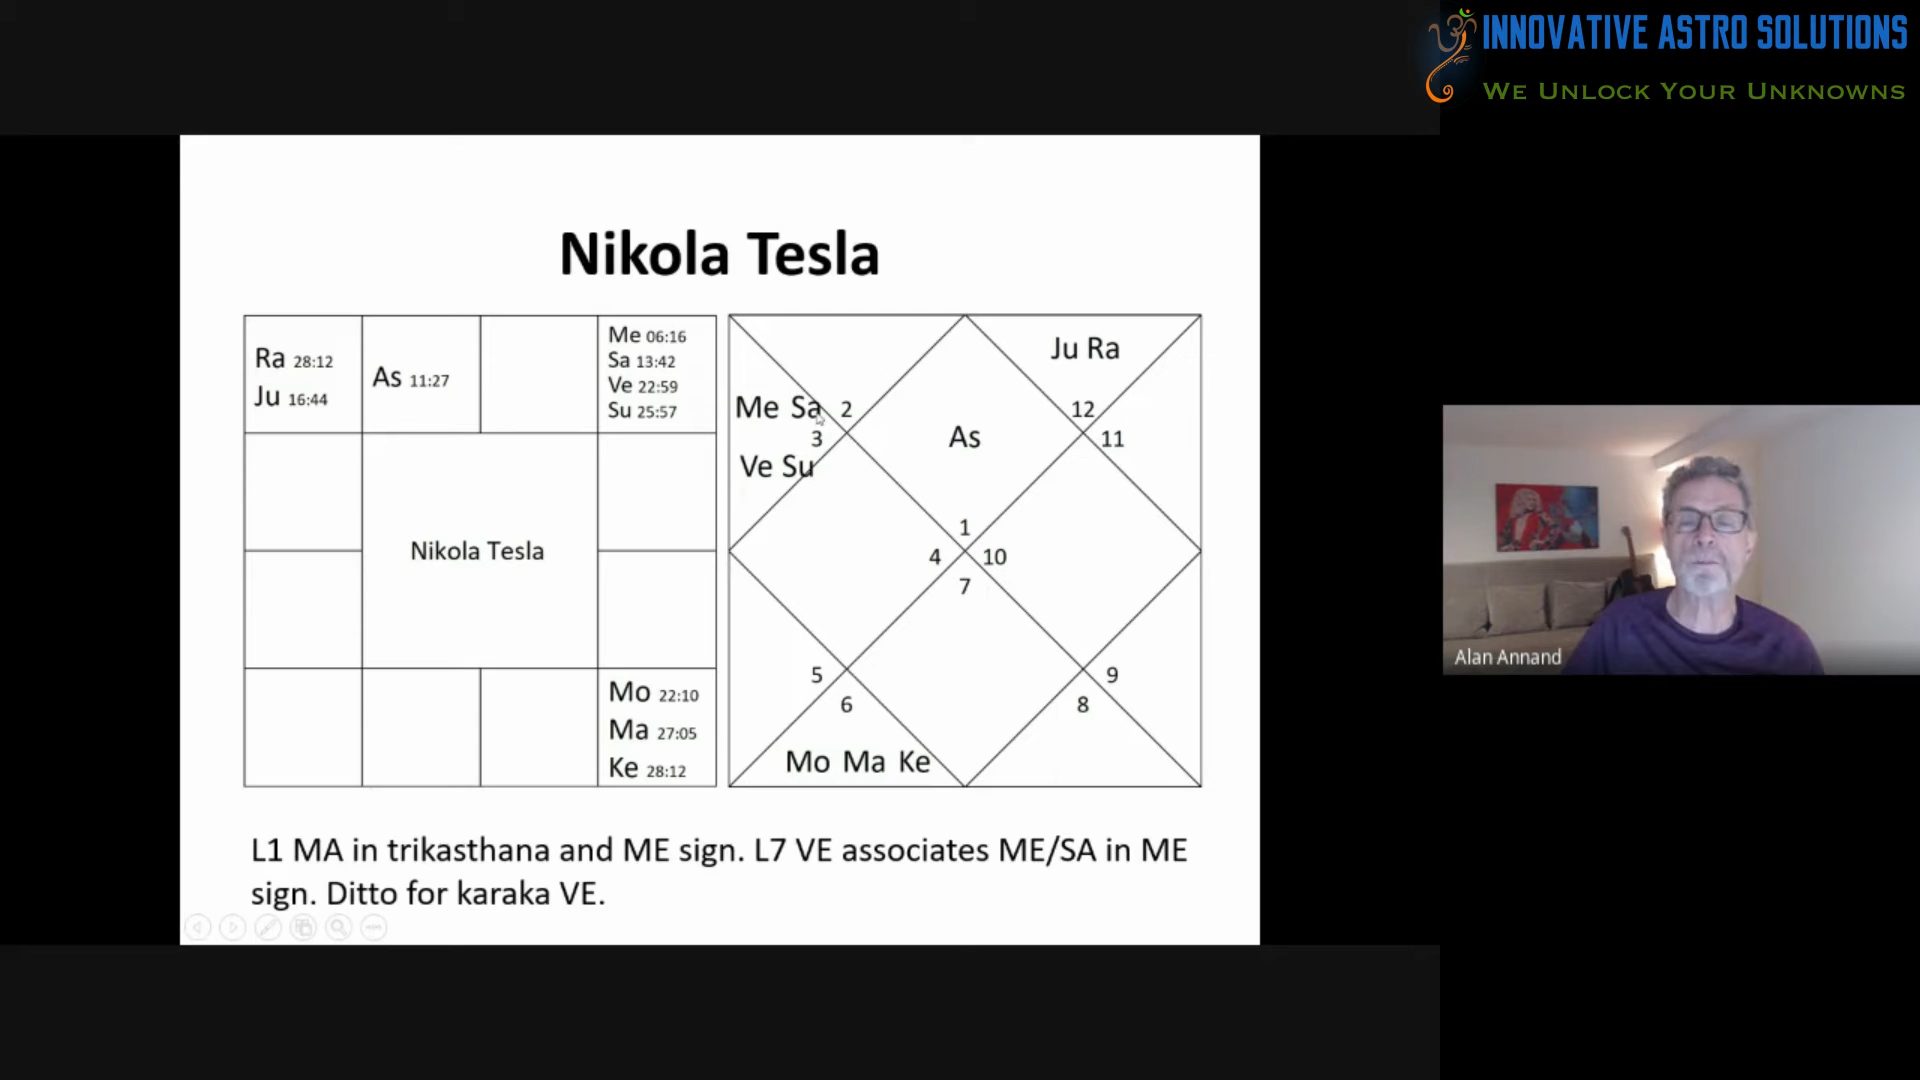 INNOVATIVE ASTRO SOLUTIONS
WE UNLOCK YOUR UNKNOWNS
Nikola Tesla
Ra 28:12
Ju 16:44
As 11:27
Me 06:16
Sa 13:42
Ve 22:59
Su 25:57
Nikola Tesla
Mo 22:10
Ma 27:05
Ke 28:12
Ju Ra
Me Sa
2
12
3
11
As
Ve Su
1
4
10
7
5
9
6
8
Mo Ma Ke
L1 MA in trikasthana and ME sign. L7 VE associates ME/SA in ME
sign. Ditto for karaka VE.
Alan Annand